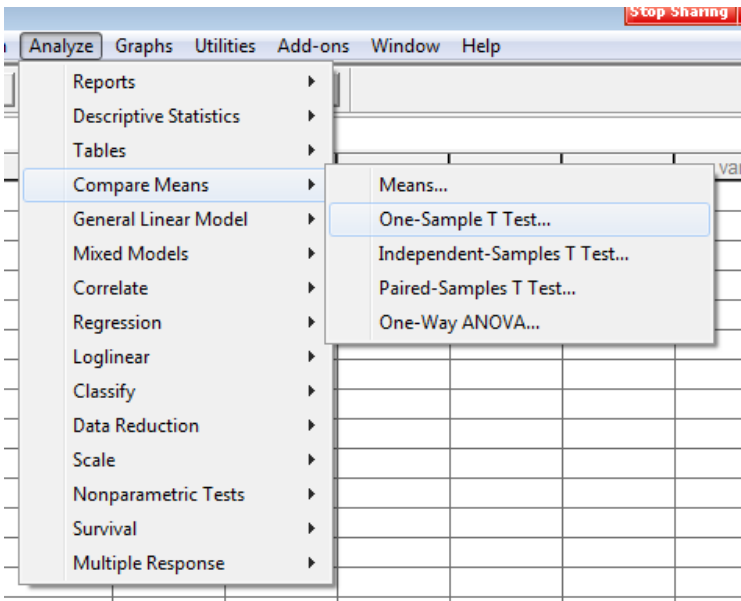 Stop Sharing
Analyze Graphs Utilities Add-ons Window Help
Reports
Descriptive Statistics
Tables
Compare Means
General Linear Model
Mixed Models
Correlate
Regression
Loglinear
Classify
Data Reduction
Scale
Nonparametric Tests
Survival
Multiple Response
Means...
One-Sample T Test...
Independent-Samples T Test...
Paired-Samples T Test...
One-Way ANOVA...